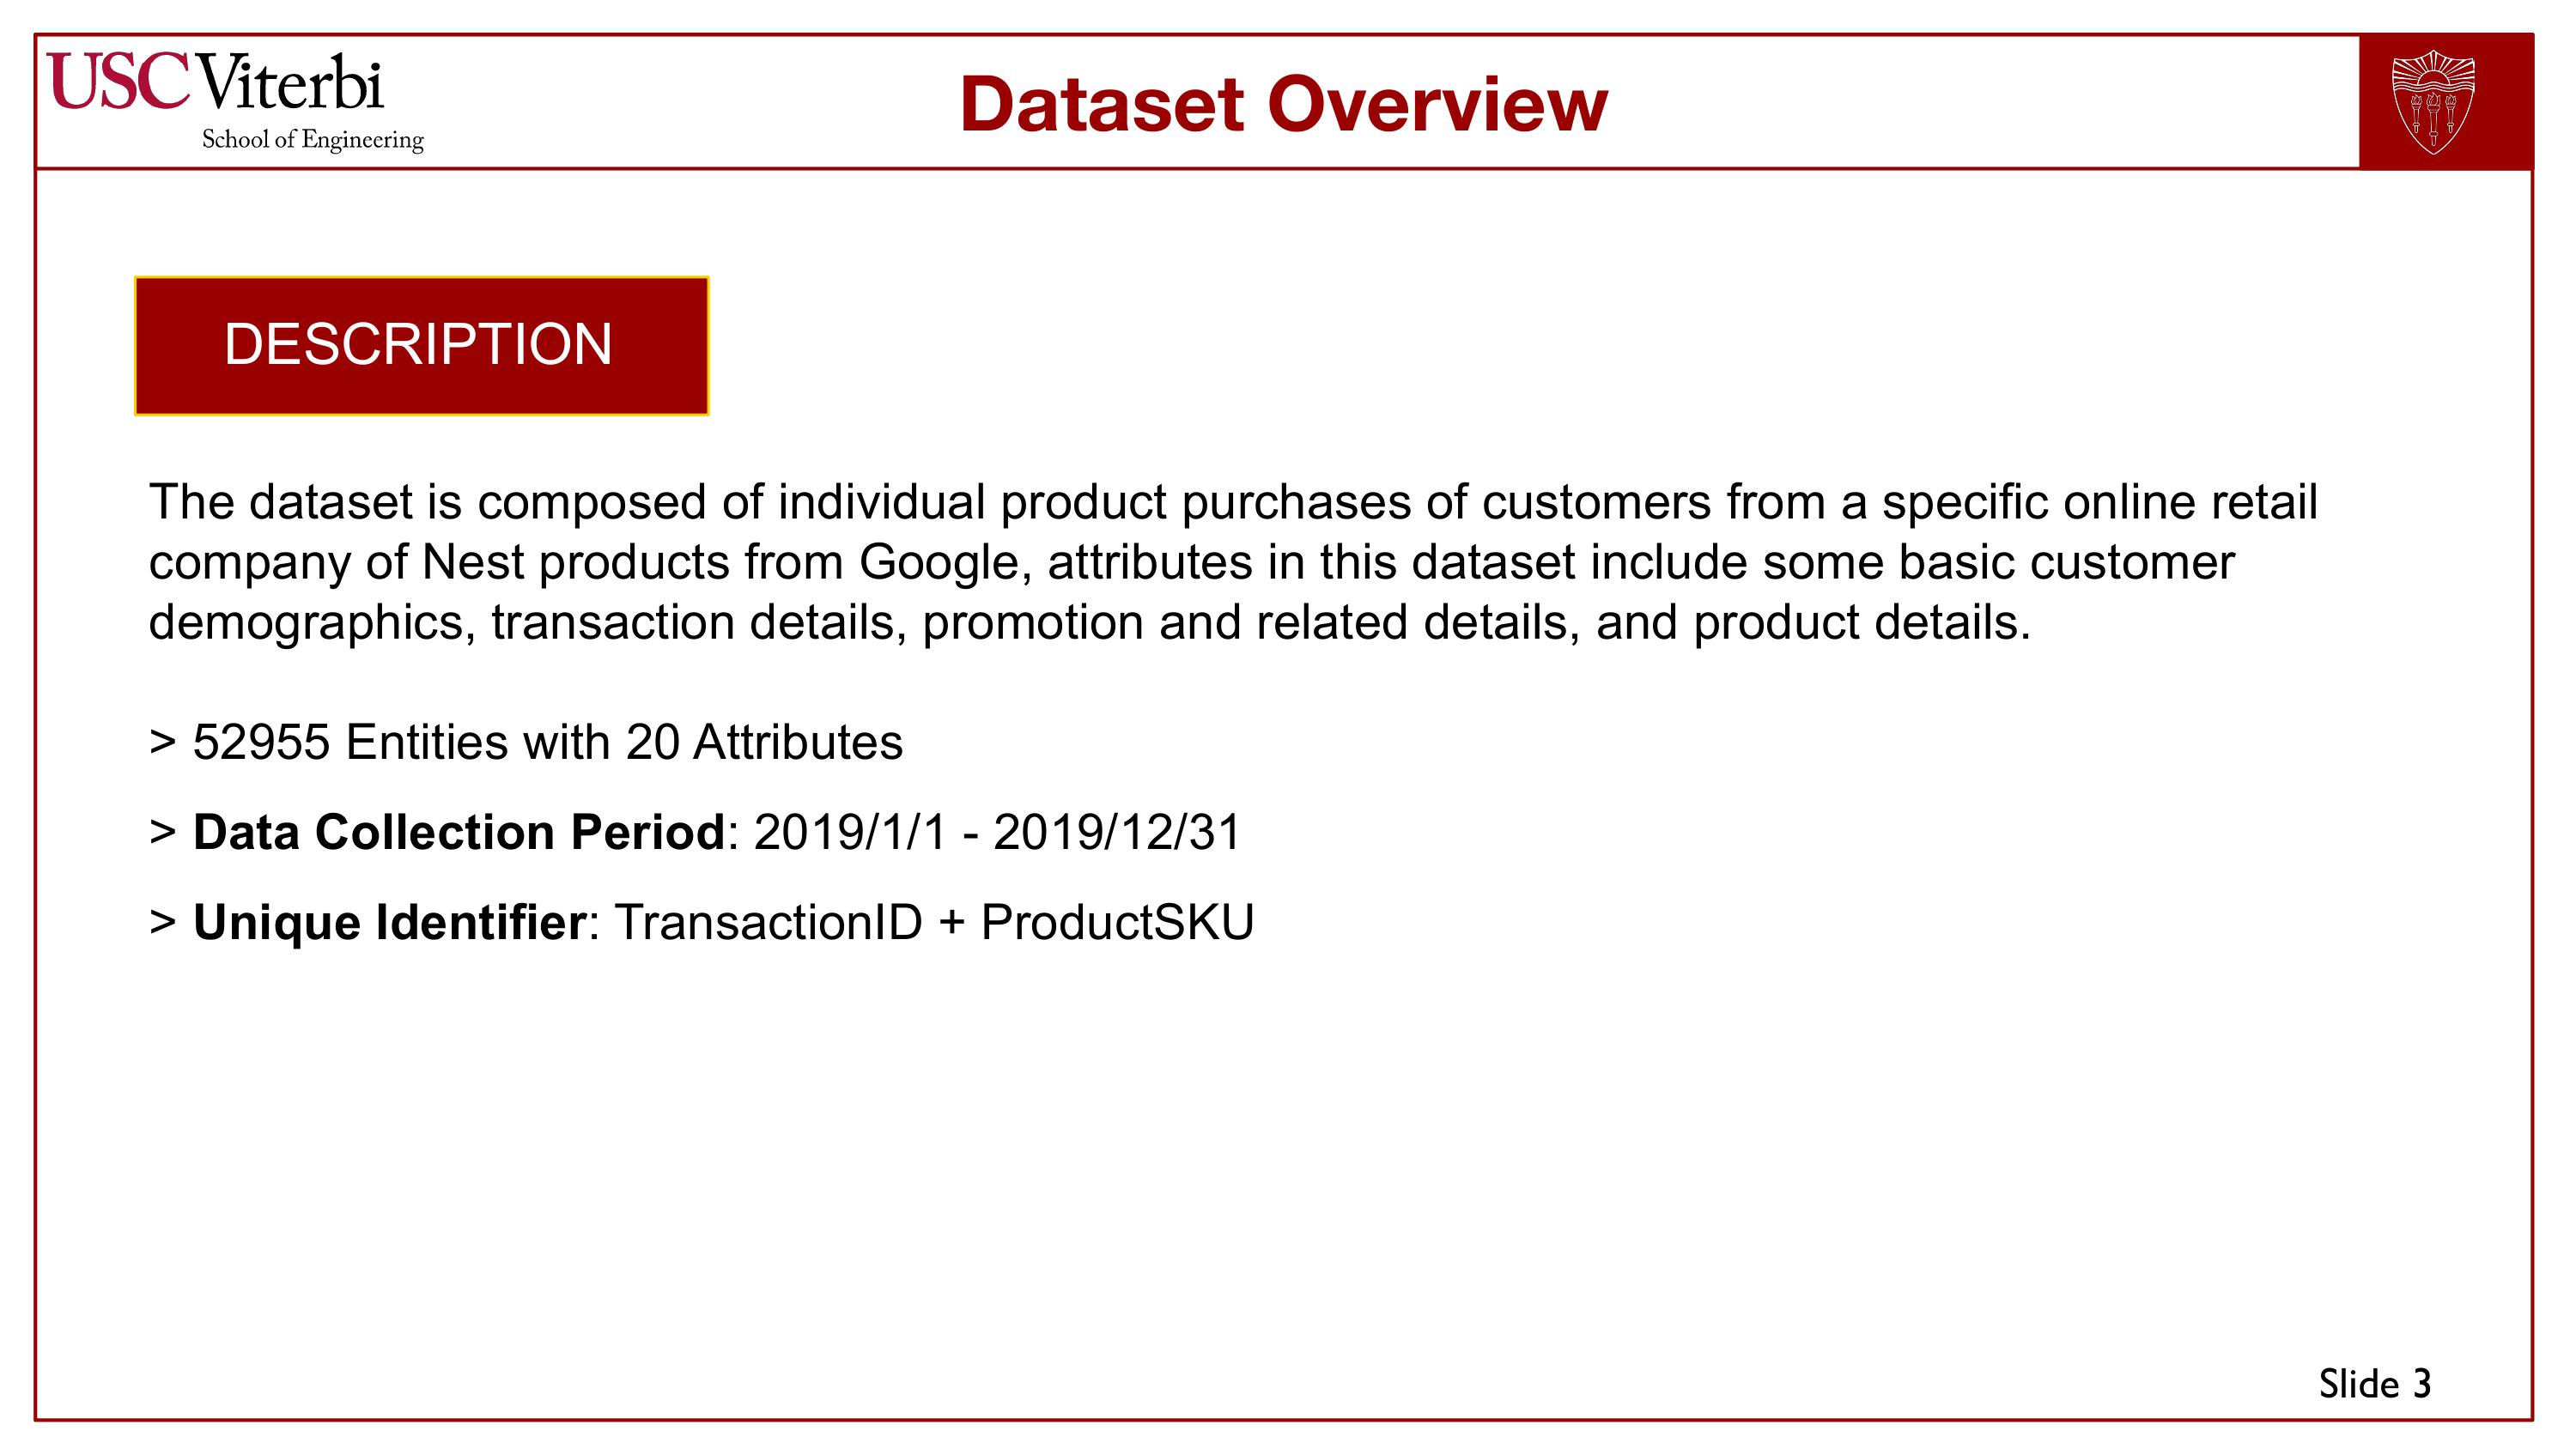 USC Viterbi
School of Engineering
Dataset Overview
DESCRIPTION
The dataset is composed of individual product purchases of customers from a specific online retail
company of Nest products from Google, attributes in this dataset include some basic customer
demographics, transaction details, promotion and related details, and product details.
> 52955 Entities with 20 Attributes
> Data Collection Period: 2019/1/1 - 2019/12/31
> Unique Identifier: TransactionID + ProductSKU
Slide 3